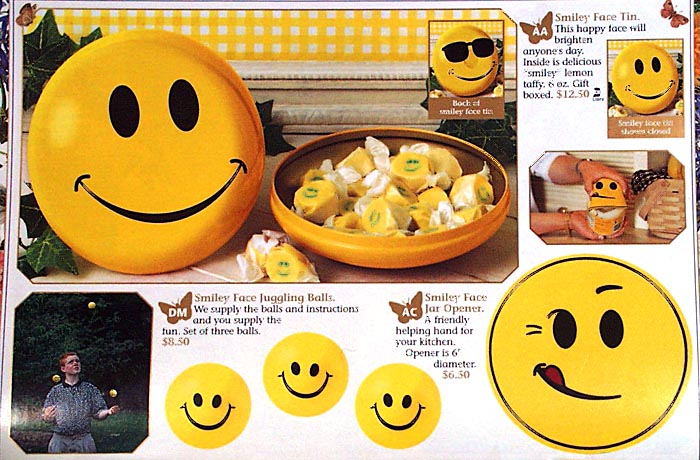 AA Smiley Face Tin.
This happy face will
brighten
anyone's day.
Inside is delicious
"smiley" lemon
taffy. 6 oz. Gift
boxed. $12.50
Back of
smiley face tin
Smiley face tin
shown closed
DM Smiley Face Juggling Balls.
We supply the balls and instructions
and you supply the
fun. Set of three balls.
$8.50
AC Smiley Face
Jar Opener.
A friendly
helping hand for
your kitchen.
Opener is 6"
diameter.
$6.50